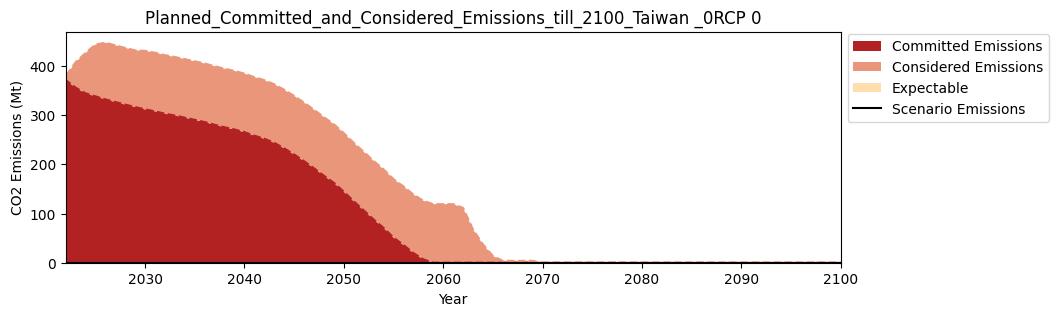 Planned_Committed_and_Considered_Emissions_till_2100_Taiwan _0RCP 0
Committed Emissions
Considered Emissions
Expectable
Scenario Emissions
CO2 Emissions (Mt)
400
300
200
100
0
2030 2040 2050 2060 2070 2080 2090 2100
Year